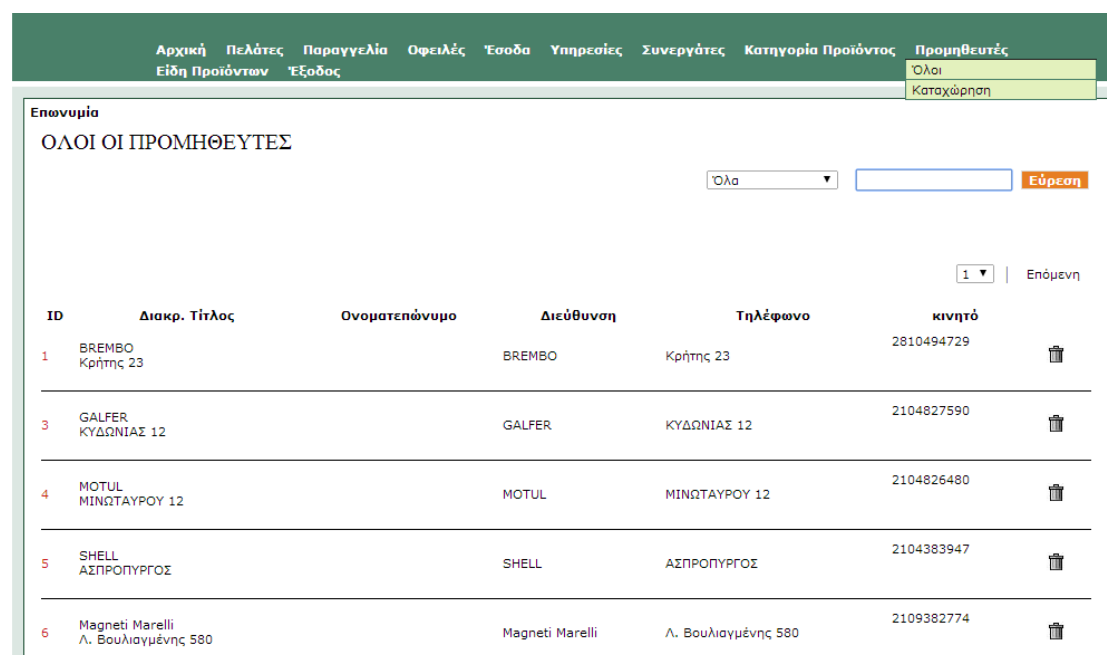 Αρχική Πελάτες Παραγγελία Οφειλές Έσοδα Υπηρεσίες Συνεργάτες Κατηγορία Προϊόντος Προμηθευτές
Είδη Προϊόντων Έξοδος
Όλοι
Καταχώρηση
Επωνυμία
ΟΛΟΙ ΟΙ ΠΡΟΜΗΘΕΥΤΕΣ
Όλα Εύρεση
1 | Επόμενη
ID Διακρ. Τίτλος Ονοματεπώνυμο Διεύθυνση Τηλέφωνο κινητό
1 BREMBO BREMBO Κρήτης 23 2810494729
Κρήτης 23
3 GALFER GALFER ΚΥΔΩΝΙΑΣ 12 2104827590
ΚΥΔΩΝΙΑΣ 12
4 MOTUL MOTUL ΜΙΝΩΤΑΥΡΟΥ 12 2104826480
ΜΙΝΩΤΑΥΡΟΥ 12
5 SHELL SHELL ΑΣΠΡΟΠΥΡΓΟΣ 2104383947
ΑΣΠΡΟΠΥΡΓΟΣ
6 Magneti Marelli Magneti Marelli Λ. Βουλιαγμένης 580 2109382774
Λ. Βουλιαγμένης 580